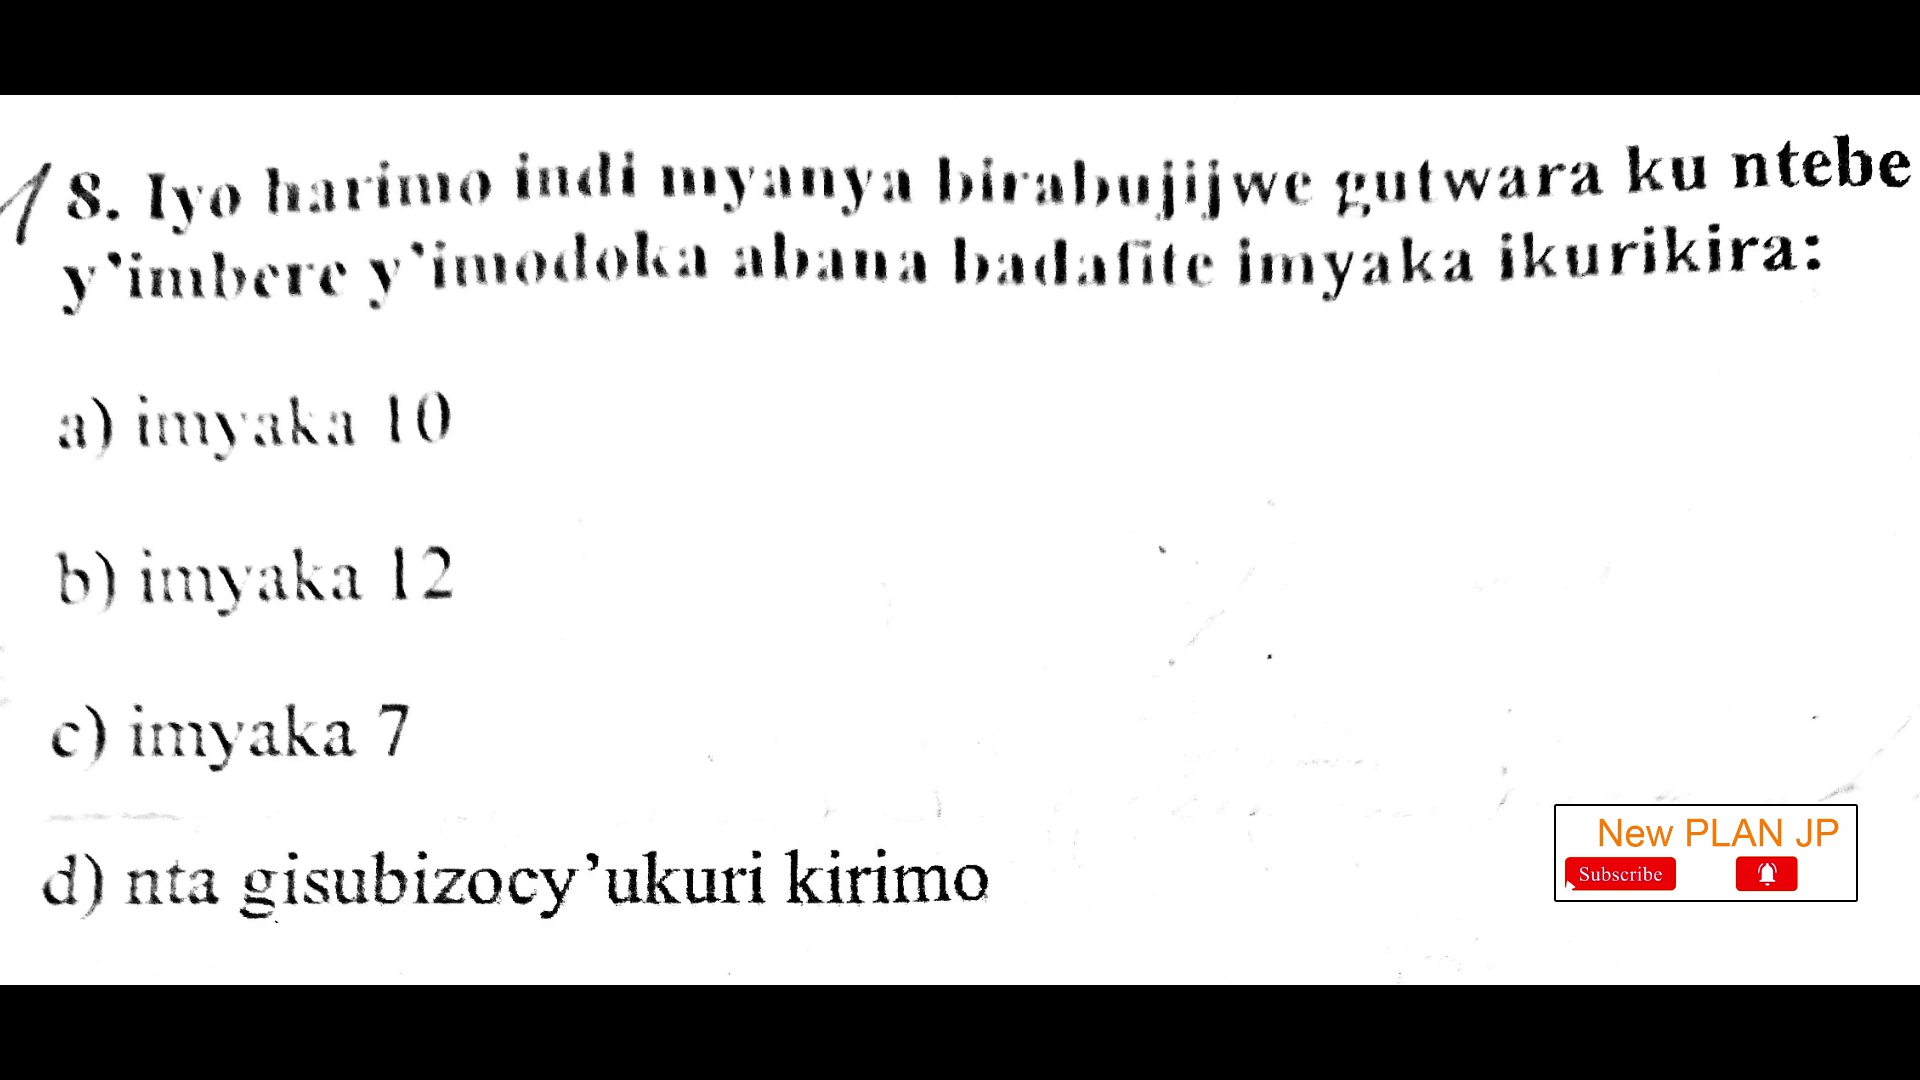 18. Iyo harimo indi myanya birabujijwe gutwara ku ntebe
y’imbere y’imodoka abana badafite imyaka ikurikira:
a) imyaka 10
b) imyaka 12
c) imyaka 7
d) nta gisubizocy’ukuri kirimo
New PLAN JP
Subscribe